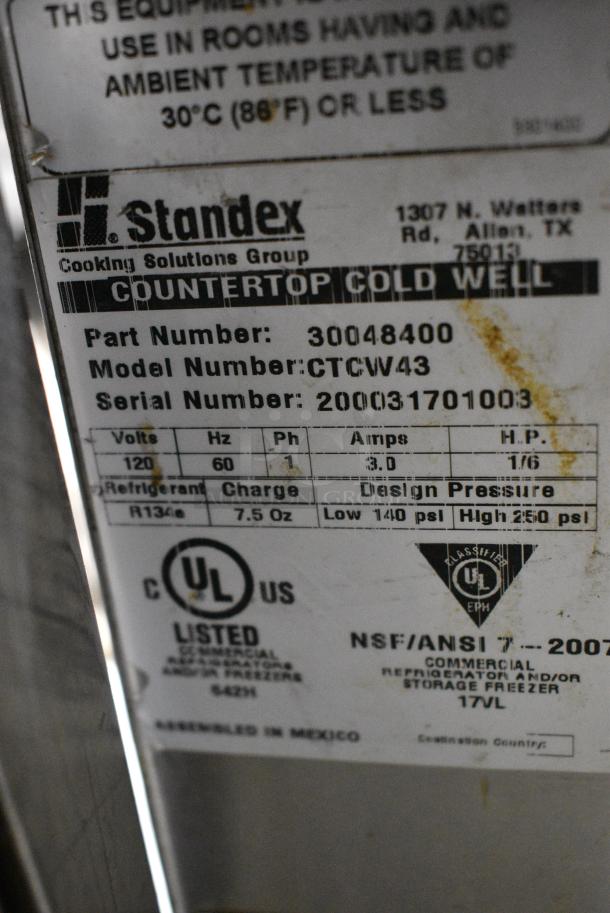 THIS EQUIPMENT
USE IN ROOMS HAVING AND
AMBIENT TEMPERATURE OF
30°C (86°F) OR LESS
Standex
1307 N. Watters
Rd, Allen, TX
75013
Cooking Solutions Group
COUNTERTOP COLD WELL
Part Number: 30048400
Model Number: CTCW43
Serial Number: 200031701003
Volts Hz Ph Amps H.P.
120 60 1 3.0 1/6
Refrigerant Charge Design Pressure
R134a 7.5 Oz Low 140 psi High 250 psi
C UL US
LISTED
COMMERCIAL
REFRIGERATORS
AND/OR FREEZERS
642H
CLASSIFIED
UL
EPH
NSF/ANSI 7 - 2007
COMMERCIAL
REFRIGERATOR AND/OR
STORAGE FREEZER
17VL
ASSEMBLED IN MEXICO
Destination Country: